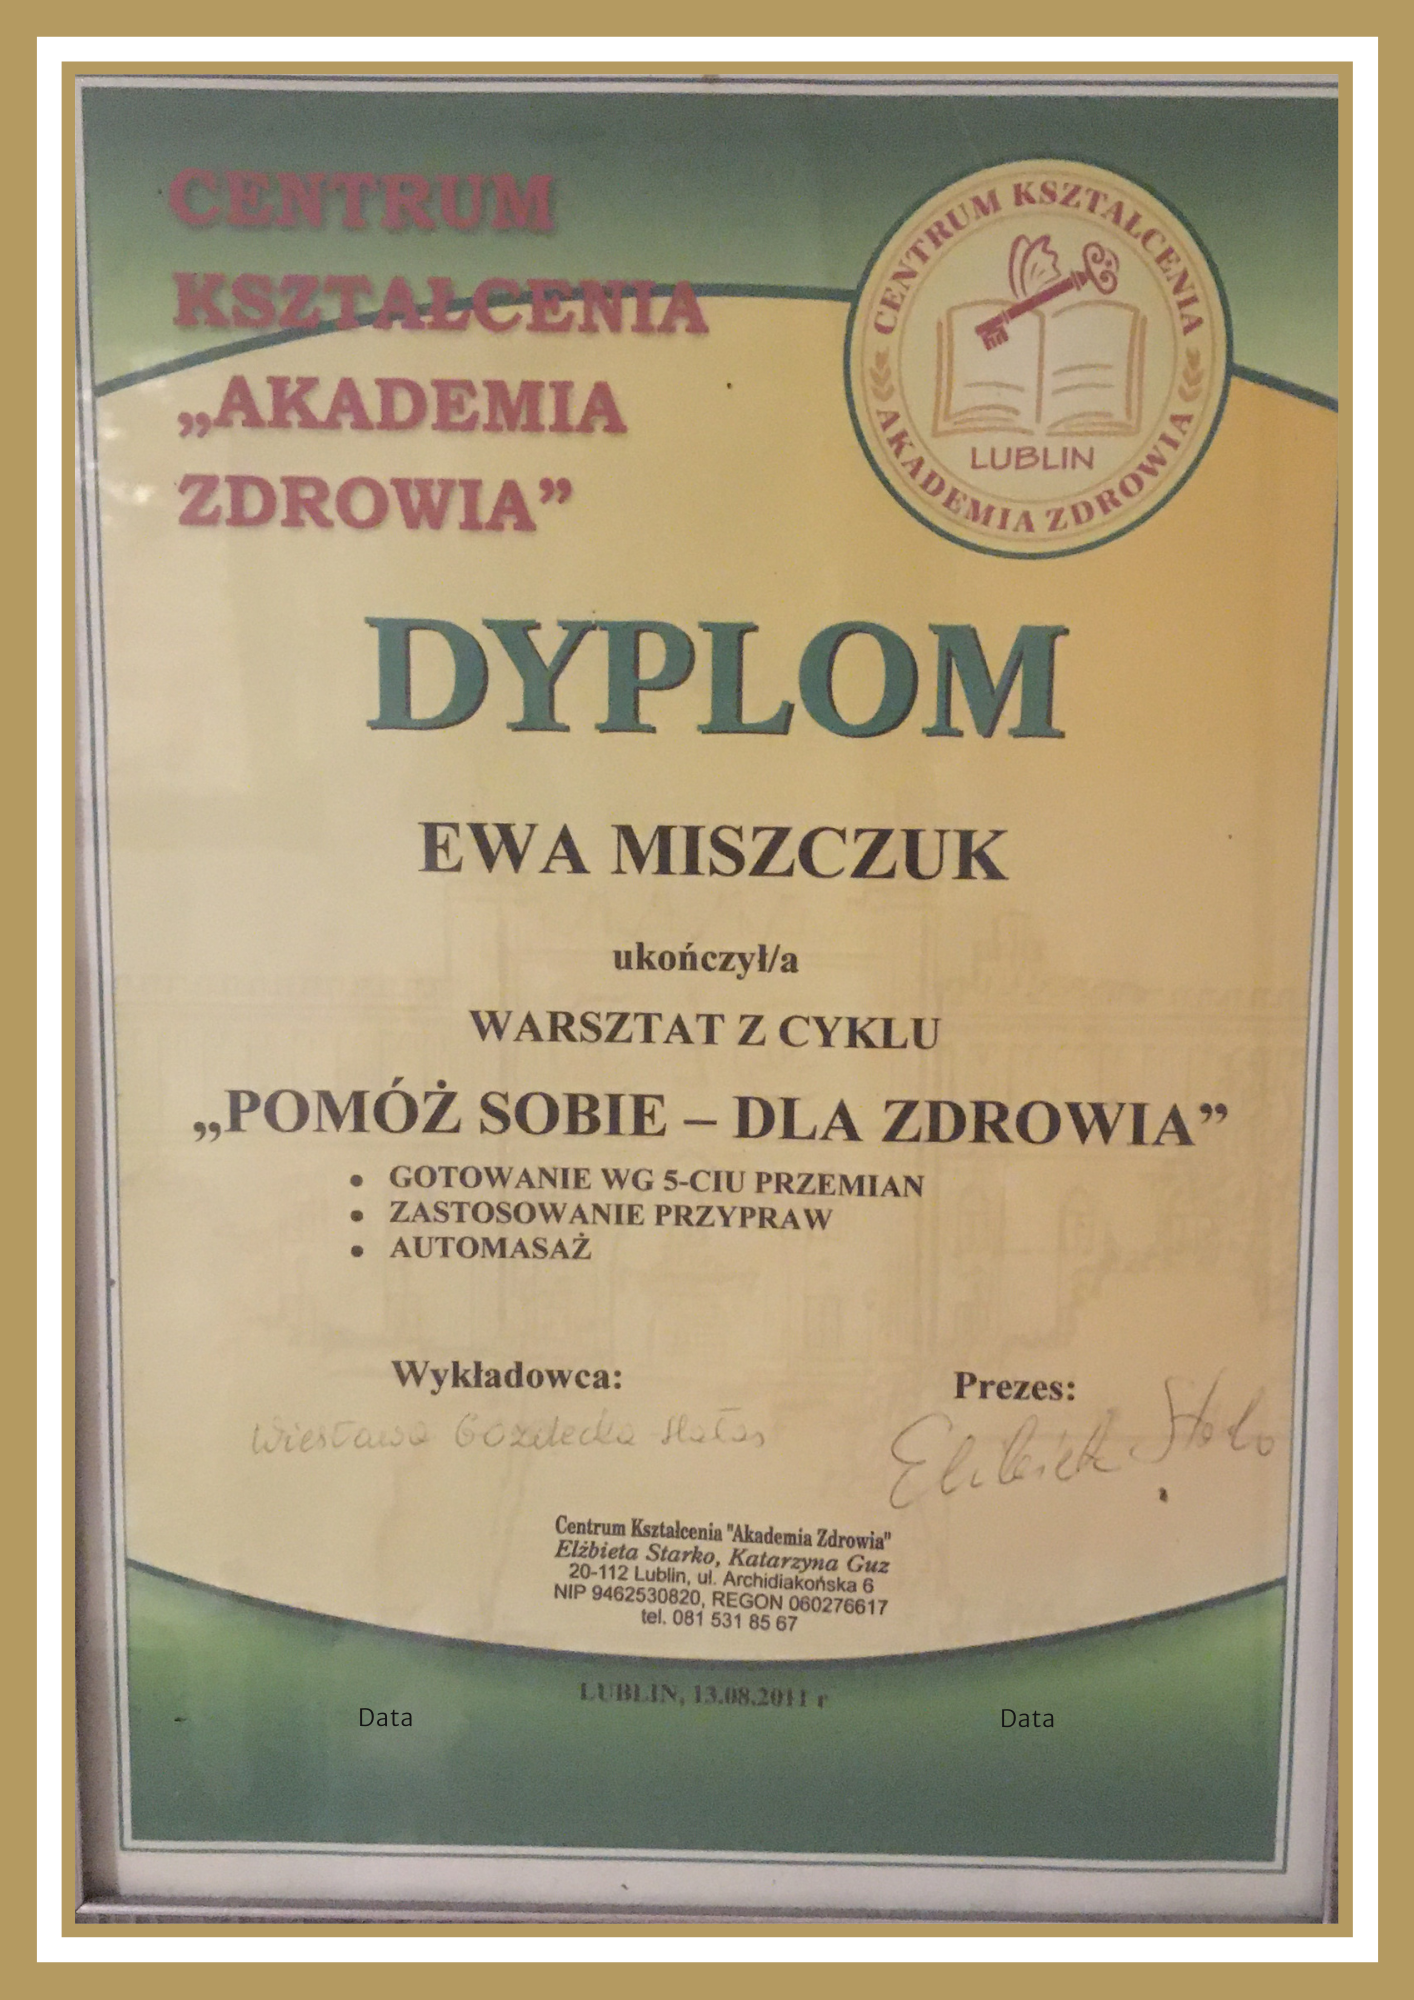 CENTRUM
KSZTAŁCENIA
„AKADEMIA
ZDROWIA”
CENTRUM KSZTAŁCENIA
LUBLIN
AKADEMIA ZDROWIA
DYPLOM
EWA MISZCZUK
ukończył/a
WARSZTAT Z CYKLU
„POMÓŻ SOBIE – DLA ZDROWIA”
• GOTOWANIE WG 5-CIU PRZEMIAN
• ZASTOSOWANIE PRZYPRAW
• AUTOMASAŻ
Wykładowca:
Prezes:
Wiesława Gozdecka
Centrum Kształcenia "Akademia Zdrowia"
Elżbieta Starko, Katarzyna Guz
20-112 Lublin, ul. Archidiakońska 6
NIP 9462530820, REGON 060276617
tel. 081 531 85 67
LUBLIN, 13.08.2011 r
Data
Data